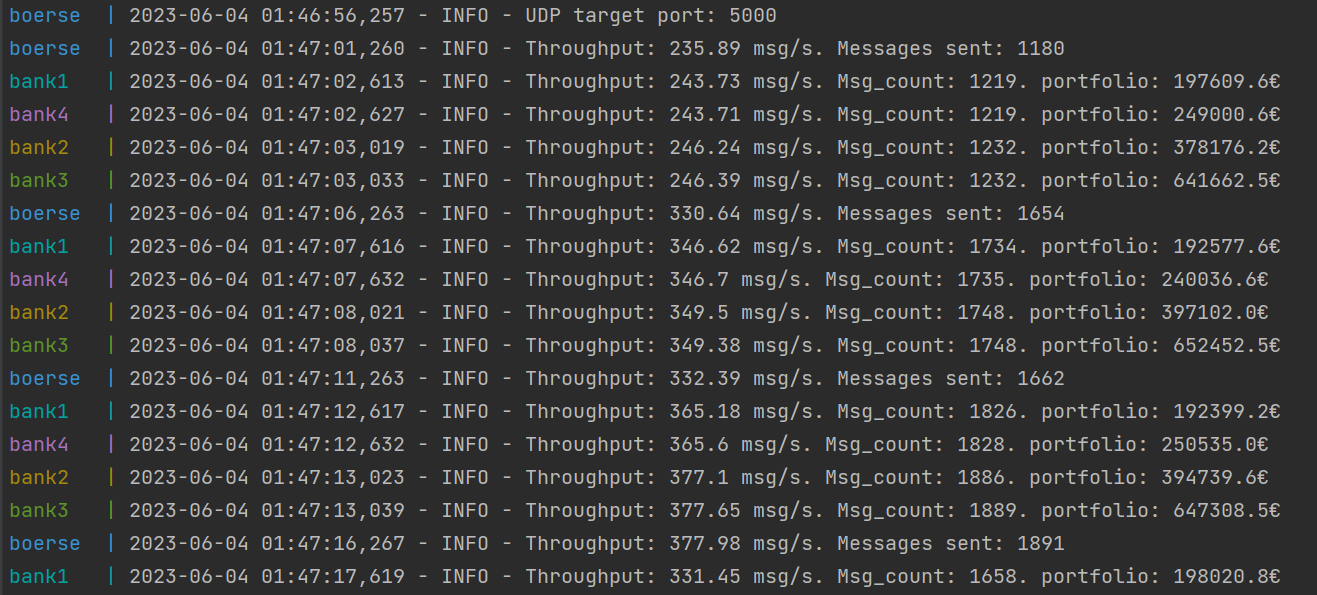 boerse  | 2023-06-04 01:46:56,257 - INFO - UDP target port: 5000
boerse  | 2023-06-04 01:47:01,260 - INFO - Throughput: 235.89 msg/s. Messages sent: 1180
bank1   | 2023-06-04 01:47:02,613 - INFO - Throughput: 243.73 msg/s. Msg_count: 1219. portfolio: 197609.6€
bank4   | 2023-06-04 01:47:02,627 - INFO - Throughput: 243.71 msg/s. Msg_count: 1219. portfolio: 249000.6€
bank2   | 2023-06-04 01:47:03,019 - INFO - Throughput: 246.24 msg/s. Msg_count: 1232. portfolio: 378176.2€
bank3   | 2023-06-04 01:47:03,033 - INFO - Throughput: 246.39 msg/s. Msg_count: 1232. portfolio: 641662.5€
boerse  | 2023-06-04 01:47:06,263 - INFO - Throughput: 330.64 msg/s. Messages sent: 1654
bank1   | 2023-06-04 01:47:07,616 - INFO - Throughput: 346.62 msg/s. Msg_count: 1734. portfolio: 192577.6€
bank4   | 2023-06-04 01:47:07,632 - INFO - Throughput: 346.7 msg/s. Msg_count: 1735. portfolio: 240036.6€
bank2   | 2023-06-04 01:47:08,021 - INFO - Throughput: 349.5 msg/s. Msg_count: 1748. portfolio: 397102.0€
bank3   | 2023-06-04 01:47:08,037 - INFO - Throughput: 349.38 msg/s. Msg_count: 1748. portfolio: 652452.5€
boerse  | 2023-06-04 01:47:11,263 - INFO - Throughput: 332.39 msg/s. Messages sent: 1662
bank1   | 2023-06-04 01:47:12,617 - INFO - Throughput: 365.18 msg/s. Msg_count: 1826. portfolio: 192399.2€
bank4   | 2023-06-04 01:47:12,632 - INFO - Throughput: 365.6 msg/s. Msg_count: 1828. portfolio: 250535.0€
bank2   | 2023-06-04 01:47:13,023 - INFO - Throughput: 377.1 msg/s. Msg_count: 1886. portfolio: 394739.6€
bank3   | 2023-06-04 01:47:13,039 - INFO - Throughput: 377.65 msg/s. Msg_count: 1889. portfolio: 647308.5€
boerse  | 2023-06-04 01:47:16,267 - INFO - Throughput: 377.98 msg/s. Messages sent: 1891
bank1   | 2023-06-04 01:47:17,619 - INFO - Throughput: 331.45 msg/s. Msg_count: 1658. portfolio: 198020.8€